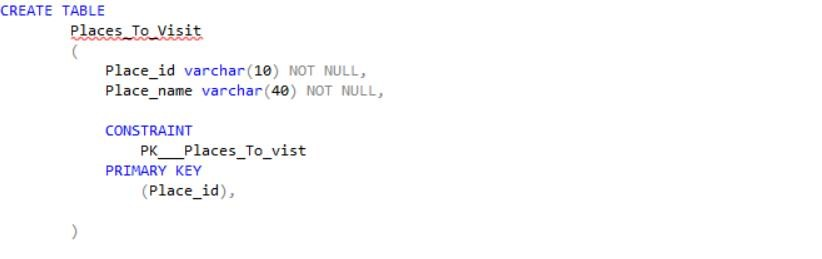 CREATE TABLE
Places_To_Visit
(
Place_id varchar(10) NOT NULL,
Place_name varchar(40) NOT NULL,
CONSTRAINT
PK___Places_To_vist
PRIMARY KEY
(Place_id),
)